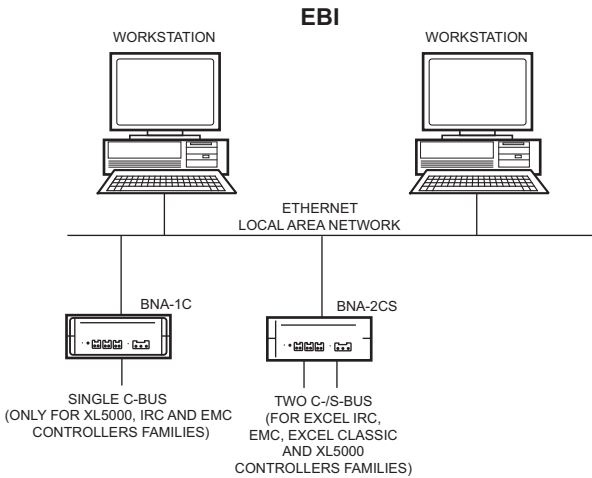 EBI
WORKSTATION
WORKSTATION
ETHERNET
LOCAL AREA NETWORK
BNA-1C
BNA-2CS
SINGLE C-BUS
(ONLY FOR XL5000, IRC AND EMC
CONTROLLERS FAMILIES)
TWO C-/S-BUS
(FOR EXCEL IRC,
EMC, EXCEL CLASSIC
AND XL5000
CONTROLLERS FAMILIES)